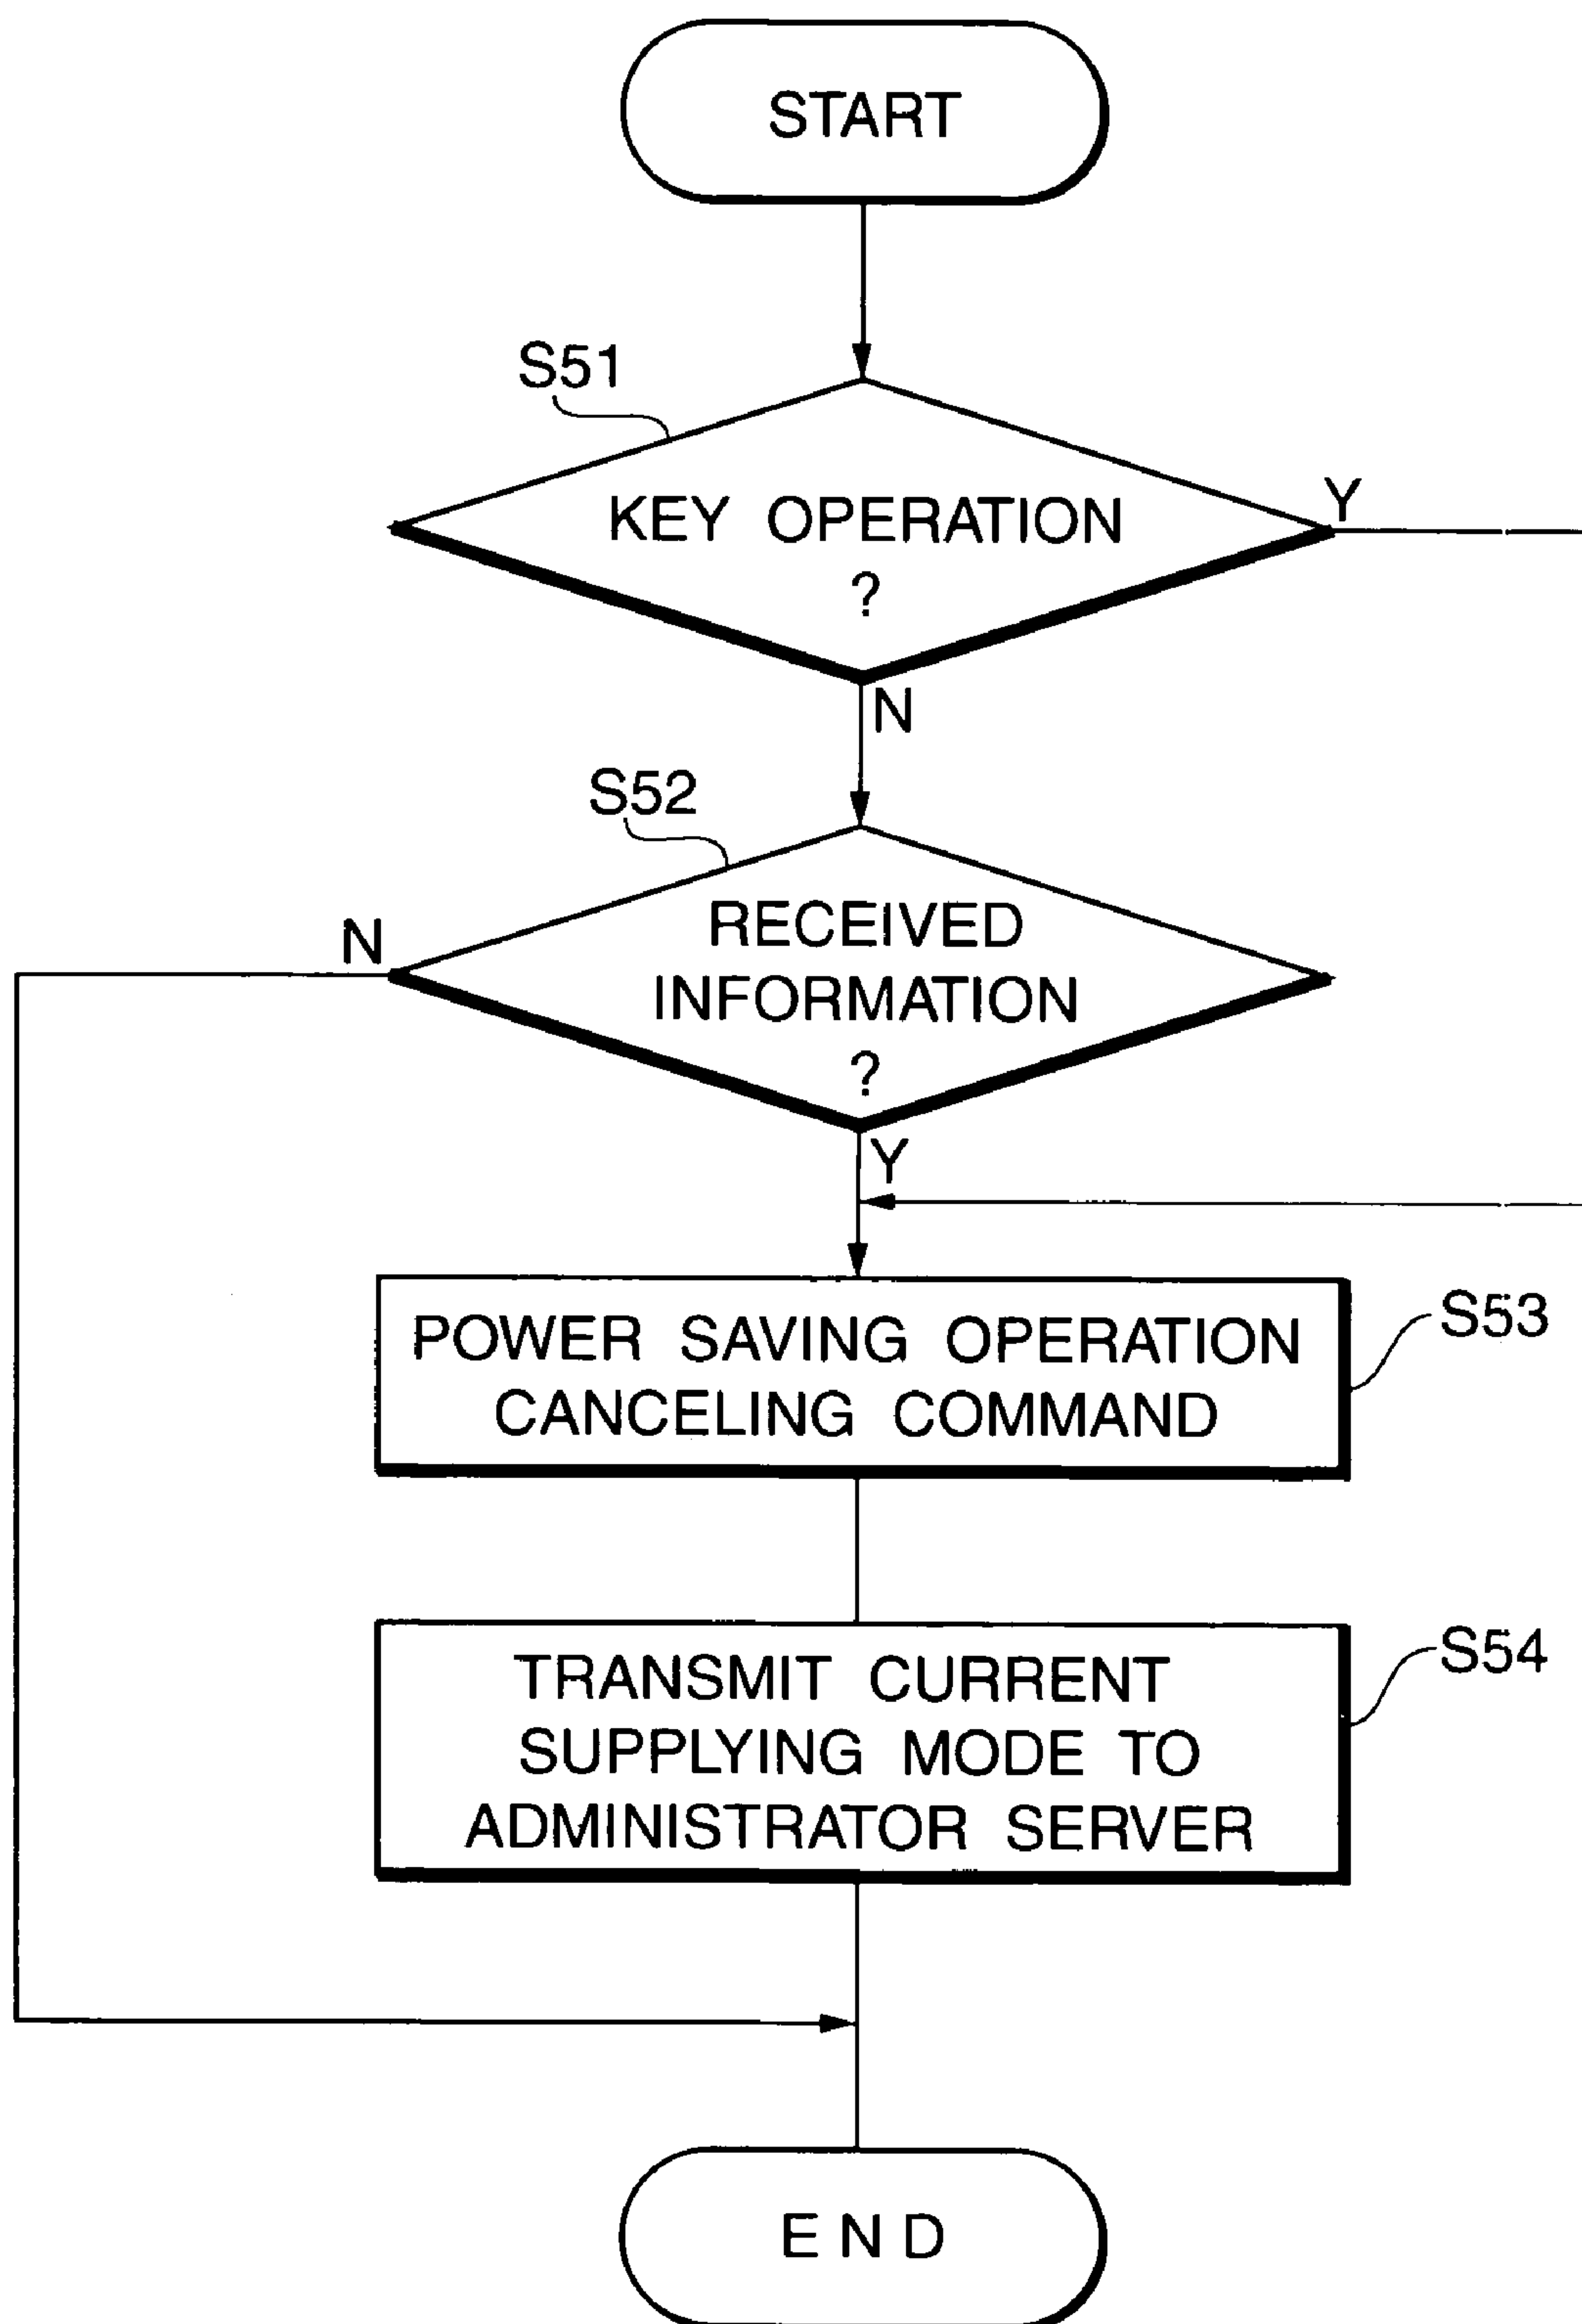 START
S51
KEY OPERATION
?
Y
N
S52
RECEIVED
INFORMATION
?
N
Y
POWER SAVING OPERATION
CANCELING COMMAND
S53
TRANSMIT CURRENT
SUPPLYING MODE TO
ADMINISTRATOR SERVER
S54
END